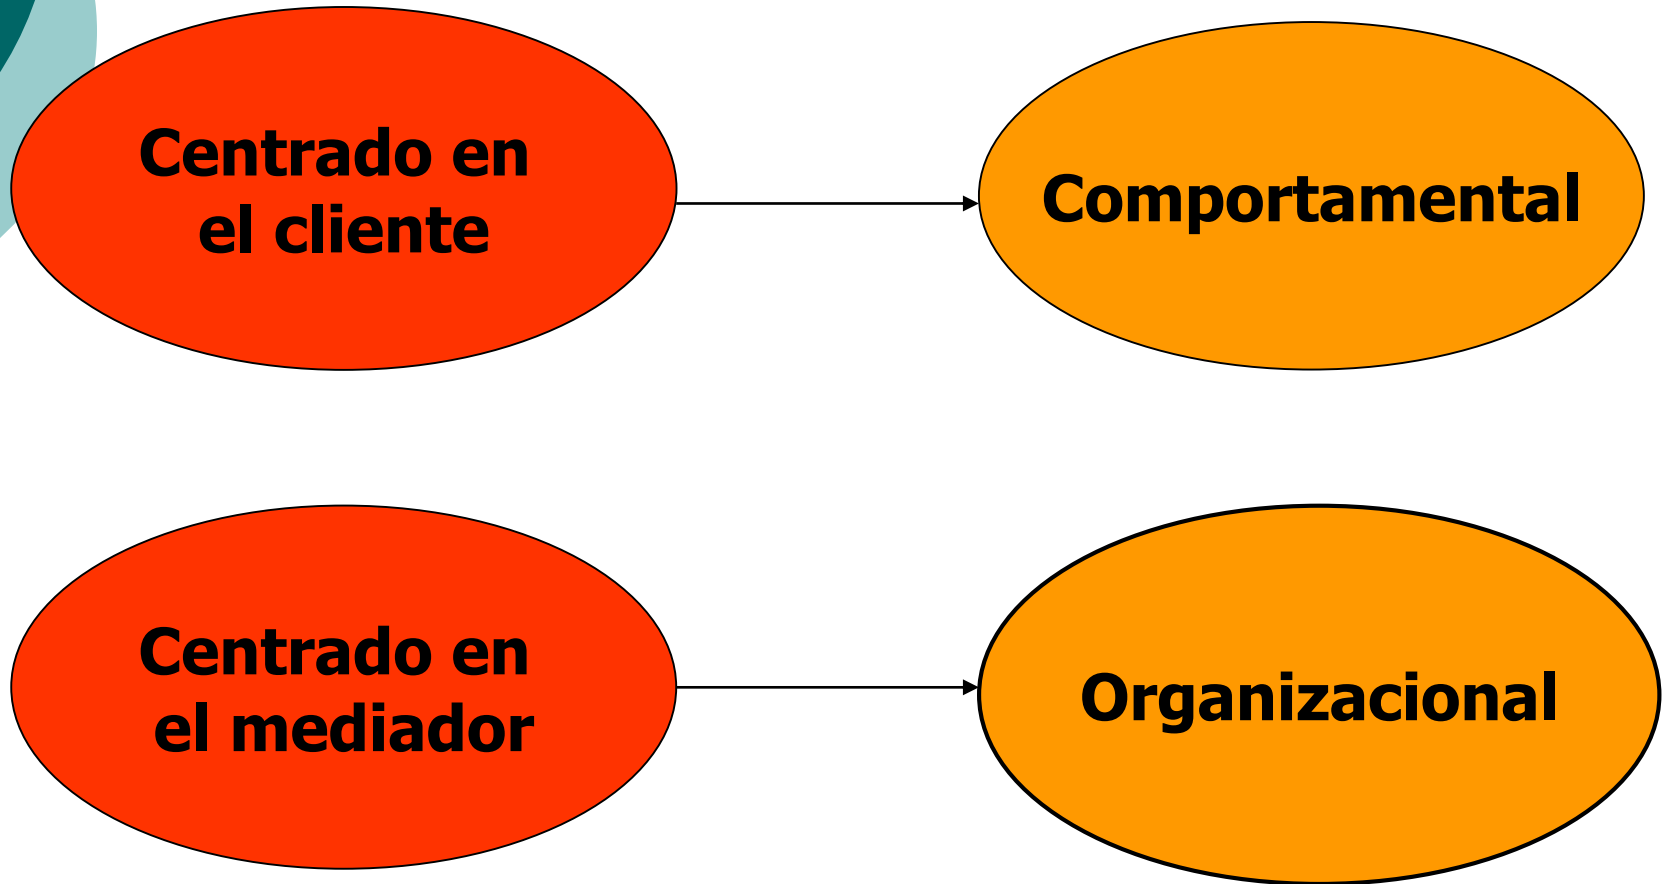 Centrado en
el cliente
Comportamental
Centrado en
el mediador
Organizacional